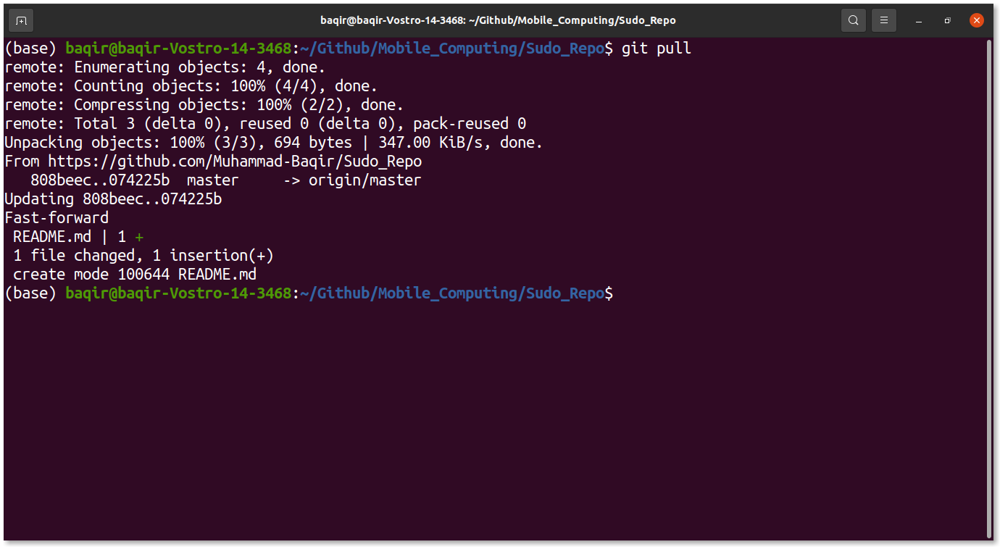 baqir@baqir-Vostro-14-3468: ~/Github/Mobile_Computing/Sudo_Repo
(base) baqir@baqir-Vostro-14-3468:~/Github/Mobile_Computing/Sudo_Repo$ git pull
remote: Enumerating objects: 4, done.
remote: Counting objects: 100% (4/4), done.
remote: Compressing objects: 100% (2/2), done.
remote: Total 3 (delta 0), reused 0 (delta 0), pack-reused 0
Unpacking objects: 100% (3/3), 694 bytes | 347.00 KiB/s, done.
From https://github.com/Muhammad-Baqir/Sudo_Repo
   808beec..074225b  master     -> origin/master
Updating 808beec..074225b
Fast-forward
 README.md | 1 +
 1 file changed, 1 insertion(+)
 create mode 100644 README.md
(base) baqir@baqir-Vostro-14-3468:~/Github/Mobile_Computing/Sudo_Repo$